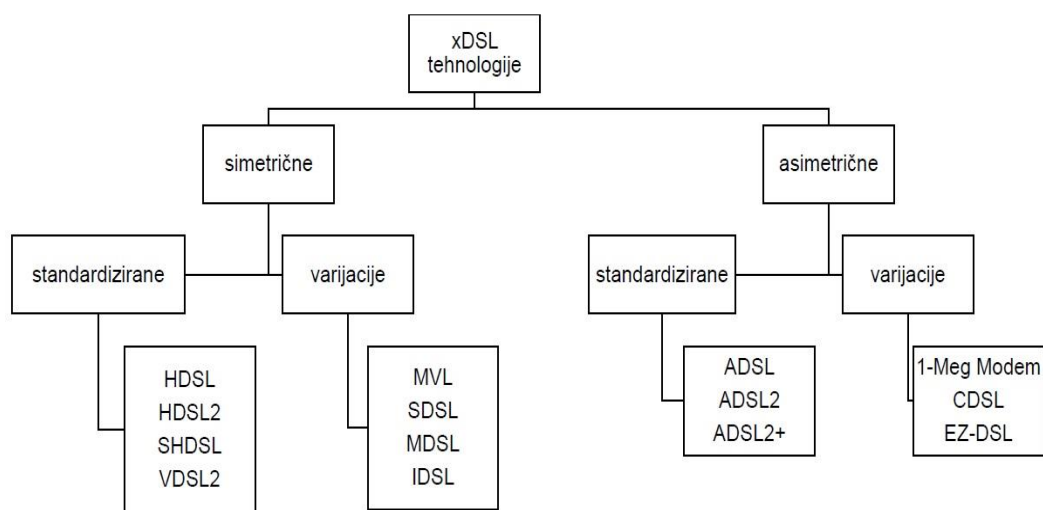 xDSL
tehnologije
simetrične
asimetrične
standardizirane
varijacije
standardizirane
varijacije
HDSL
HDSL2
SHDSL
VDSL2
MVL
SDSL
MDSL
IDSL
ADSL
ADSL2
ADSL2+
1-Meg Modem
CDSL
EZ-DSL